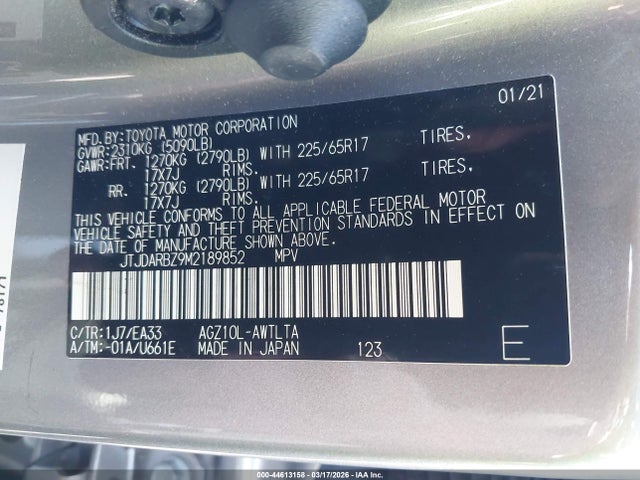 01/21
MFD. BY: TOYOTA MOTOR CORPORATION
GVWR: 2310KG (5090LB)
GAWR: FRT. 1270KG (2790LB) WITH 225/65R17 TIRES,
17X7J RIMS.
RR. 1270KG (2790LB) WITH 225/65R17 TIRES,
17X7J RIMS.
THIS VEHICLE CONFORMS TO ALL APPLICABLE FEDERAL MOTOR
VEHICLE SAFETY AND THEFT PREVENTION STANDARDS IN EFFECT ON
THE DATE OF MANUFACTURE SHOWN ABOVE.
JTJDARBZ9M2189852 MPV
C/TR: 1J7/EA33 AGZ10L-AWTLTA
A/TM: -01A/U661E MADE IN JAPAN 123 E
000-44613158 - 03/17/2026 - IAA Inc.